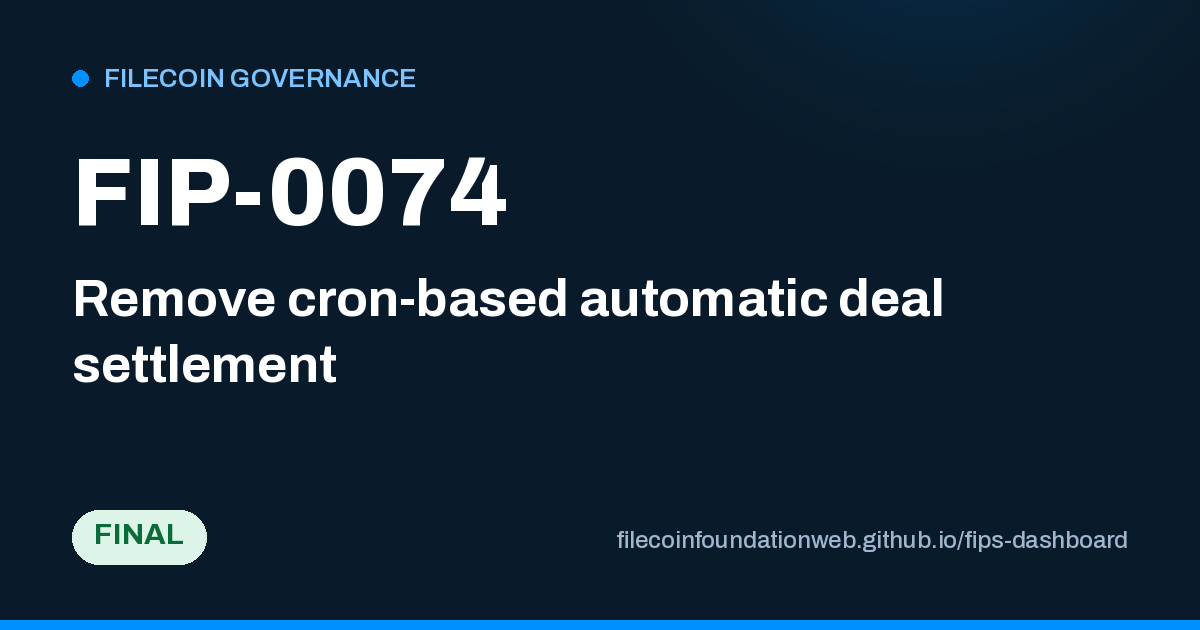 FILECOIN GOVERNANCE
FIP-0074
Remove cron-based automatic deal
settlement
FINAL
filecoinfoundationweb.github.io/fips-dashboard